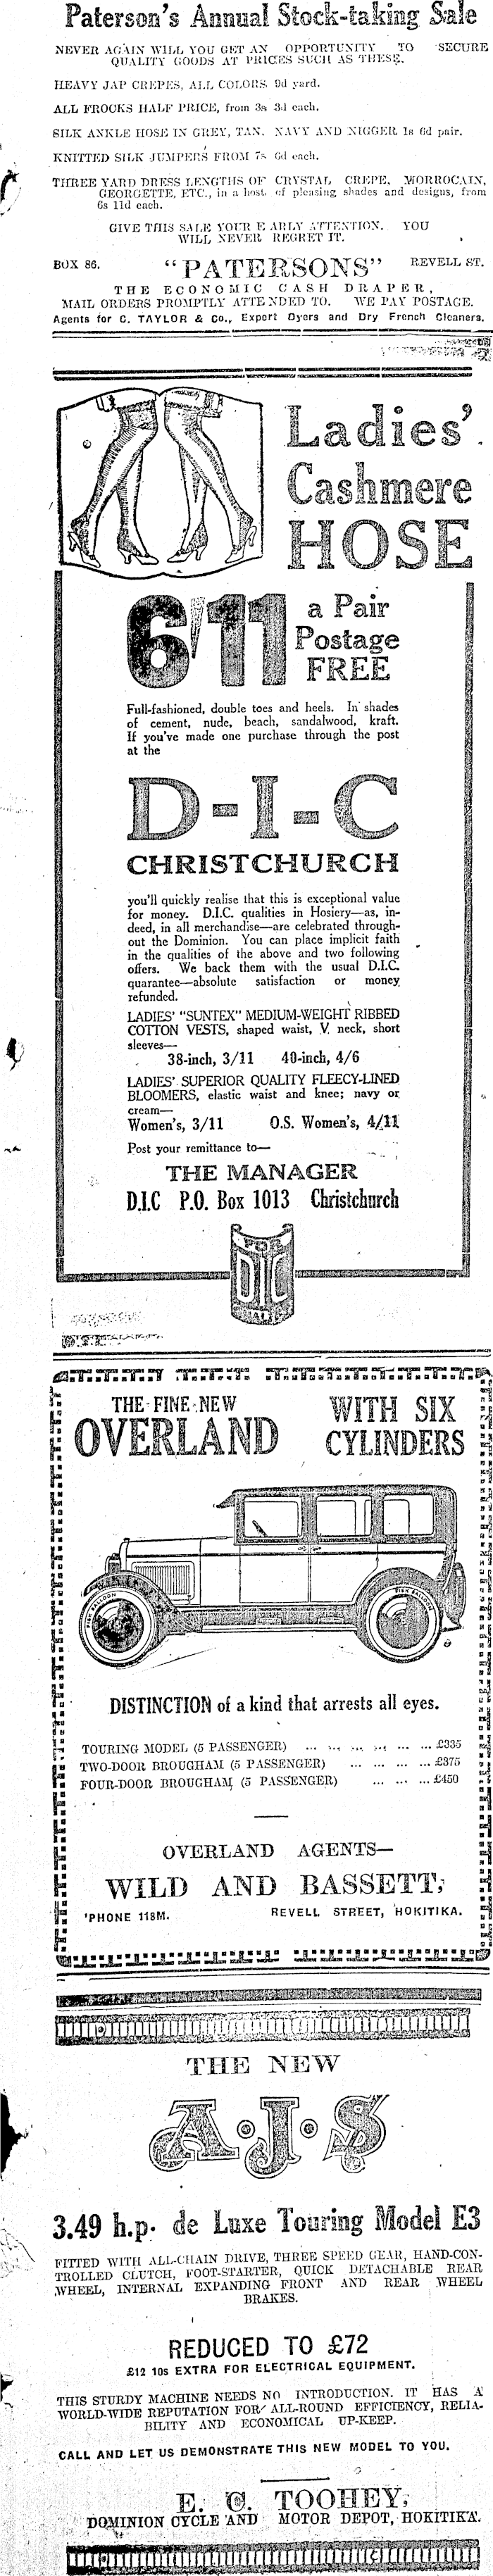 Paterson's Annual Stock-taking Sale
NEVER AGAIN WILL YOU GET AN OPPORTUNITY TO SECURE
QUALITY GOODS AT PRICES SUCH AS THESE.
HEAVY JAP CREPES, ALL COLORS. 9d yard.
ALL FROCKS HALF PRICE, from 3s 3d each.
SILK ANKLE HOSE IN GREY, TAN. NAVY AND NIGGER 1s 6d pair.
KNITTED SILK JUMPERS FROM 7s 6d each.
THREE YARD DRESS LENGTHS OF CRYSTAL CREPE, MORROCAIN,
GEORGETTE, ETC., in a host of pleasing shades and designs, from
6s 11d each.
GIVE THIS SALE YOUR E ARLY ATTENTION. YOU
WILL NEVER REGRET IT.
BOX 86. "PATERSONS" REVELL ST.
THE ECONOMIC CASH DRAPER,
MAIL ORDERS PROMPTLY ATTE NDED TO. WE PAY POSTAGE.
Agents for C. TAYLOR & Co., Expert Dyers and Dry French Cleaners.
Ladies'
Cashmere
HOSE
6/11 a Pair
Postage
FREE
Full-fashioned, double toes and heels. In shades
of cement, nude, beach, sandalwood, kraft.
If you've made one purchase through the post
at the
D-I-C
CHRISTCHURCH
you'll quickly realise that this is exceptional value
for money. D.I.C. qualities in Hosiery—as, in-
deed, in all merchandise—are celebrated through-
out the Dominion. You can place implicit faith
in the qualities of the above and two following
offers. We back them with the usual D.I.C.
guarantee—absolute satisfaction or money
refunded.
LADIES' "SUNTEX" MEDIUM-WEIGHT RIBBED
COTTON VESTS, shaped waist, V. neck, short
sleeves—
38-inch, 3/11 40-inch, 4/6
LADIES' SUPERIOR QUALITY FLEECY-LINED
BLOOMERS, elastic waist and knee; navy or
cream—
Women's, 3/11 O.S. Women's, 4/11
Post your remittance to—
THE MANAGER
D.I.C P.O. Box 1013 Christchurch
FOR
DIC
THE FINE NEW WITH SIX
OVERLAND CYLINDERS
DISTINCTION of a kind that arrests all eyes.
TOURING MODEL (5 PASSENGER) ... ... ... ... ... ... £335
TWO-DOOR BROUGHAM (5 PASSENGER) ... ... ... ... £375
FOUR-DOOR BROUGHAM (5 PASSENGER) ... ... ... £450
OVERLAND AGENTS—
WILD AND BASSETT,
'PHONE 118M. REVELL STREET, HOKITIKA.
THE NEW
A.J.S
3.49 h.p. de Luxe Touring Model E3
FITTED WITH ALL-CHAIN DRIVE, THREE SPEED GEAR, HAND-CON-
TROLLED CLUTCH, FOOT-STARTER, QUICK DETACHABLE REAR
WHEEL, INTERNAL EXPANDING FRONT AND REAR WHEEL
BRAKES.
REDUCED TO £72
£12 10s EXTRA FOR ELECTRICAL EQUIPMENT.
THIS STURDY MACHINE NEEDS NO INTRODUCTION. IT HAS A
WORLD-WIDE REPUTATION FOR ALL-ROUND EFFICIENCY, RELIA-
BILITY AND ECONOMICAL UP-KEEP.
CALL AND LET US DEMONSTRATE THIS NEW MODEL TO YOU.
E. C. TOOHEY,
DOMINION CYCLE AND MOTOR DEPOT, HOKITIKA.